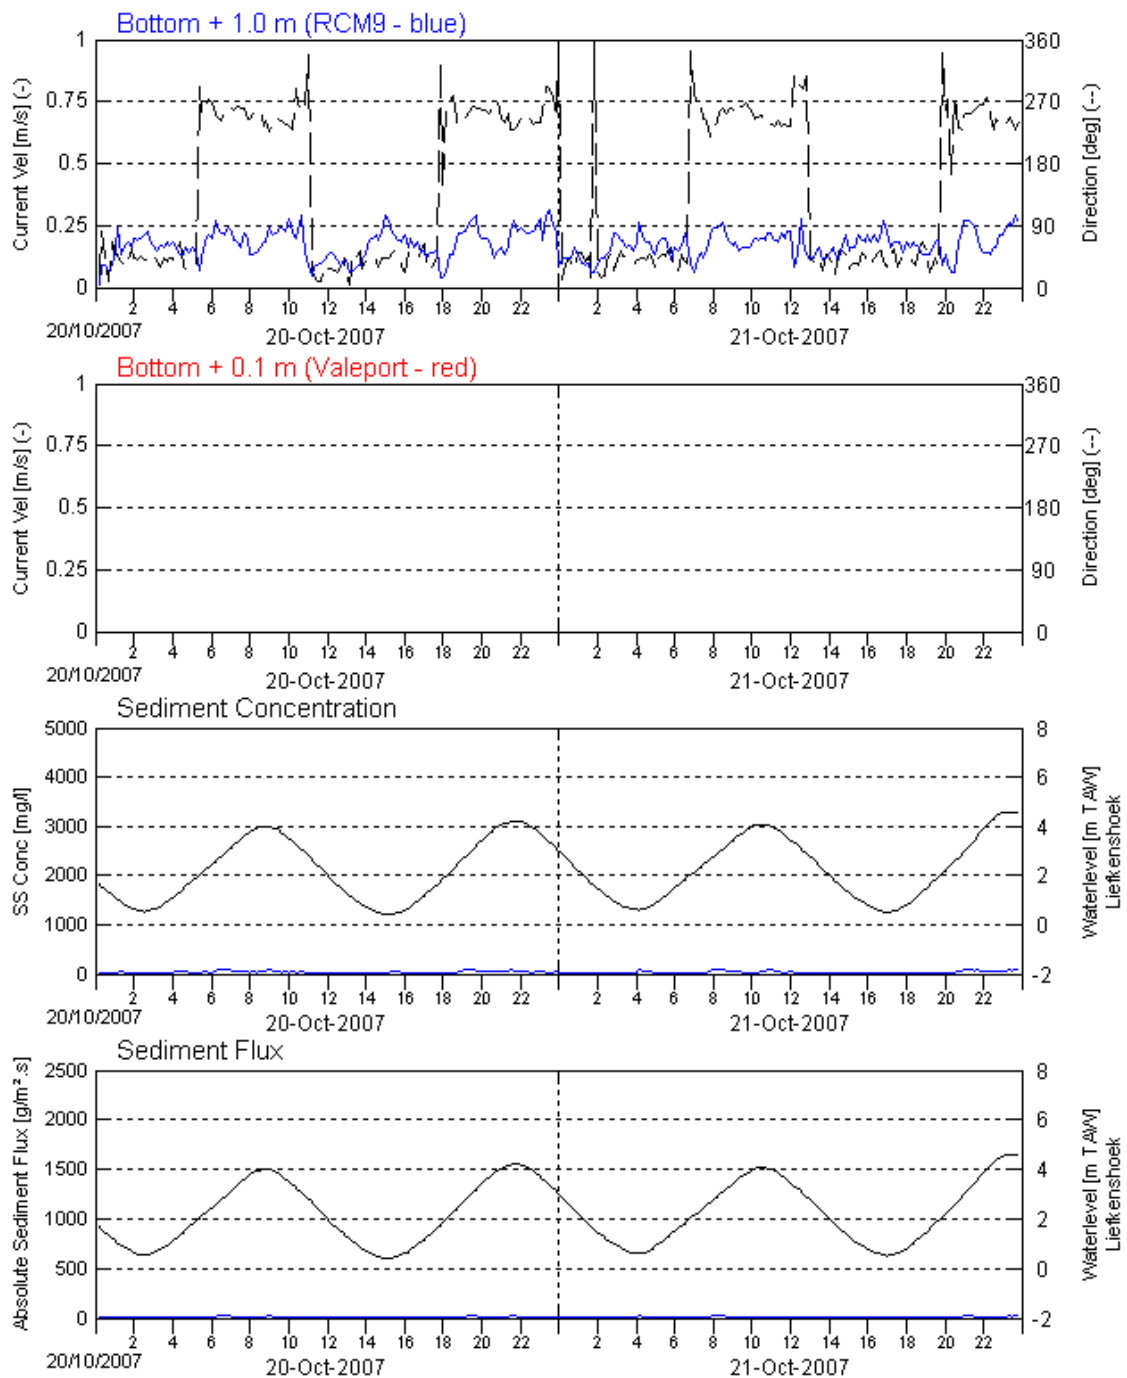 Bottom + 1.0 m (RCM9 - blue)
1 360
0.75 270
0.5 180
0.25 90
0 0
Current Vel [m/s] (-)
Direction [deg] (--)
2 4 6 8 10 12 14 16 18 20 22 2 4 6 8 10 12 14 16 18 20 22
20/10/2007
20-Oct-2007 21-Oct-2007
Bottom + 0.1 m (Valeport - red)
1 360
0.75 270
0.5 180
0.25 90
0 0
Current Vel [m/s] (-)
Direction [deg] (--)
2 4 6 8 10 12 14 16 18 20 22 2 4 6 8 10 12 14 16 18 20 22
20/10/2007
20-Oct-2007 21-Oct-2007
Sediment Concentration
5000 8
4000 6
3000 4
2000 2
1000 0
0 -2
SS Conc [mg/l]
Waterlevel [m TAW]
Liefkenshoek
2 4 6 8 10 12 14 16 18 20 22 2 4 6 8 10 12 14 16 18 20 22
20/10/2007
20-Oct-2007 21-Oct-2007
Sediment Flux
2500 8
2000 6
1500 4
1000 2
500 0
0 -2
Absolute Sediment Flux [g/m².s]
Waterlevel [m TAW]
Liefkenshoek
2 4 6 8 10 12 14 16 18 20 22 2 4 6 8 10 12 14 16 18 20 22
20/10/2007
20-Oct-2007 21-Oct-2007